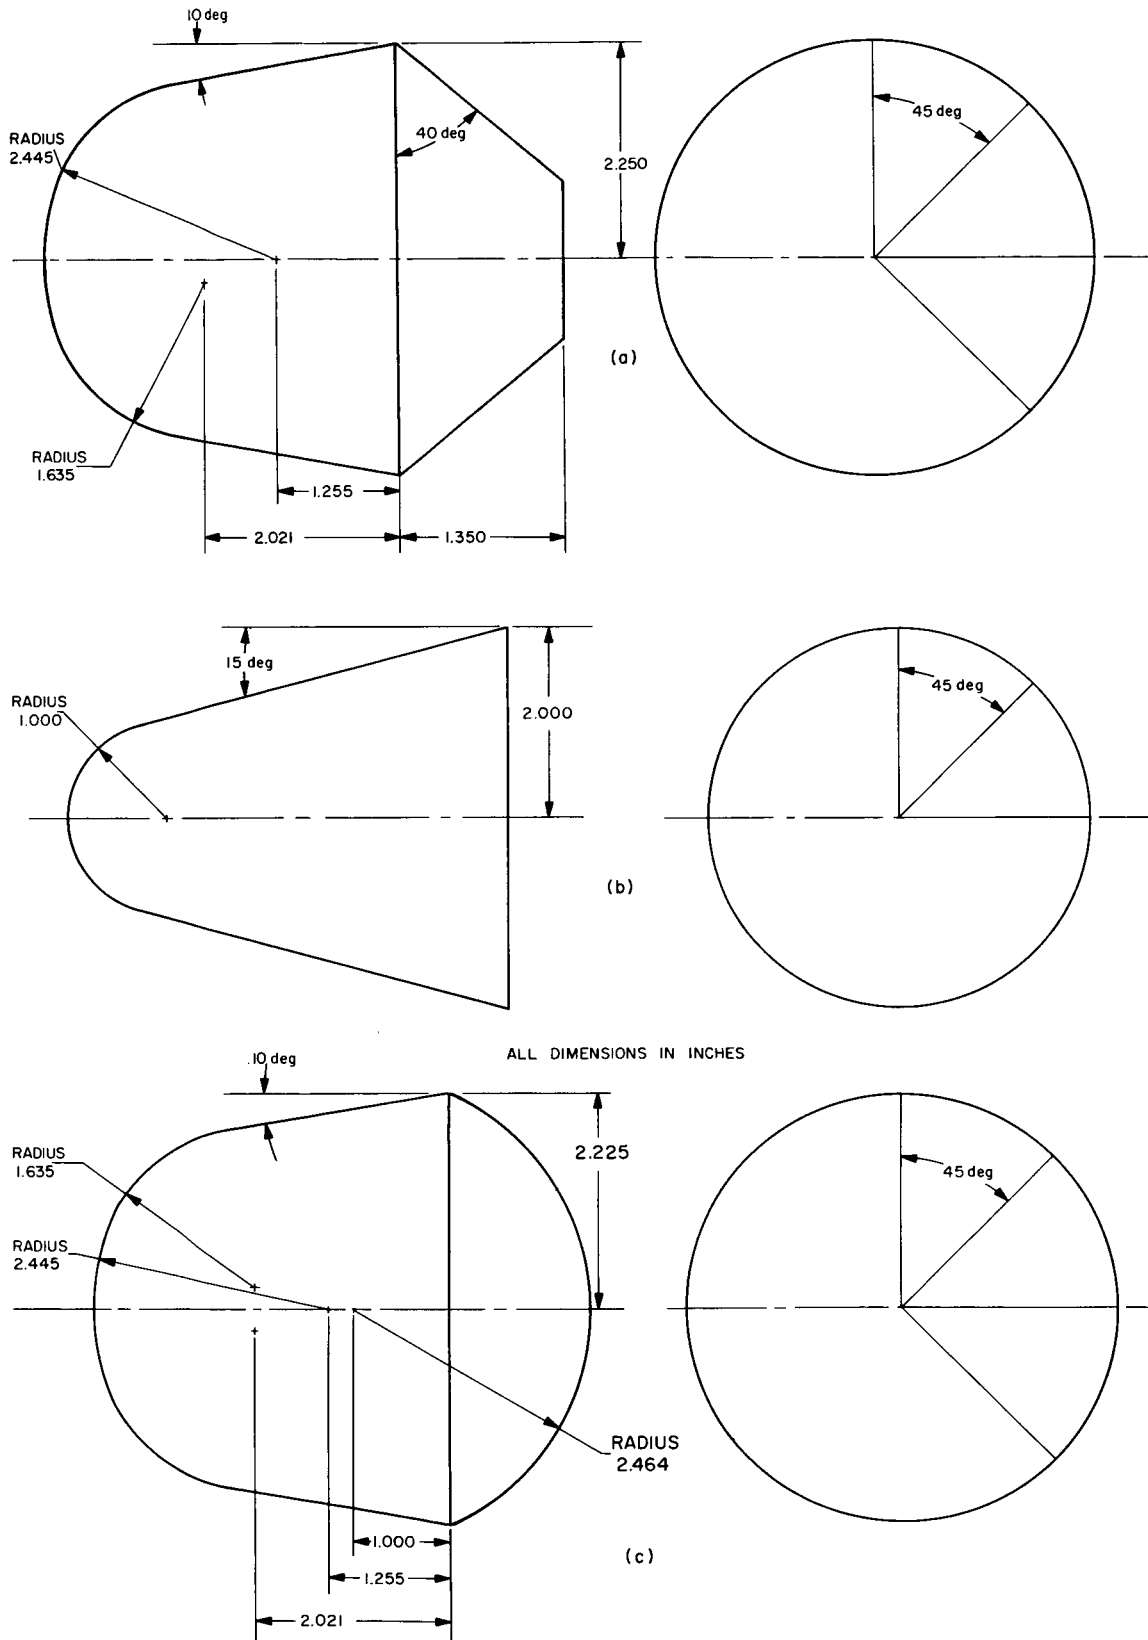 10 deg
RADIUS
2.445
40 deg
2.250
45 deg
(a)
RADIUS
1.635
1.255
2.021
1.350
15 deg
RADIUS
1.000
2.000
45 deg
(b)
ALL DIMENSIONS IN INCHES
10 deg
RADIUS
1.635
2.225
45 deg
RADIUS
2.445
RADIUS
2.464
1.000
(c)
1.255
2.021